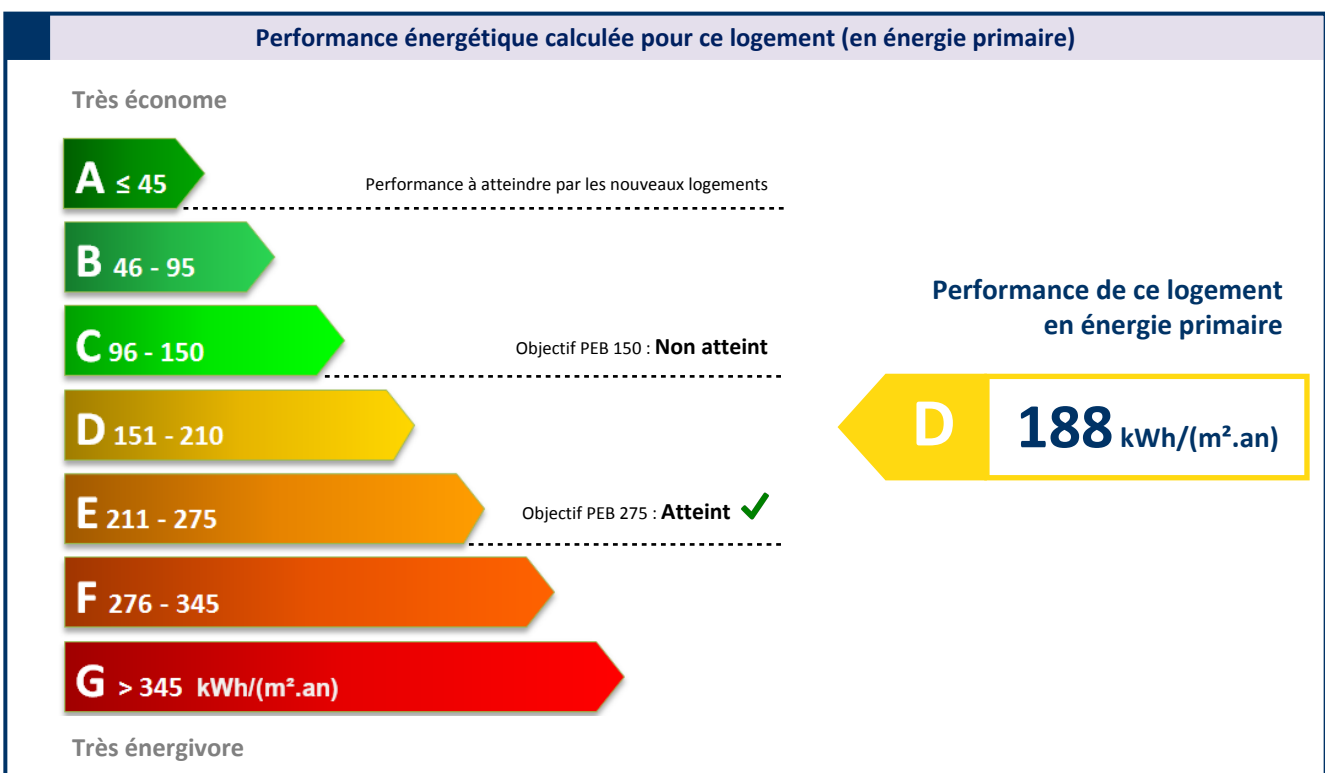 Performance énergétique calculée pour ce logement (en énergie primaire)
Très économe
A ≤ 45
Performance à atteindre par les nouveaux logements
B 46 - 95
C 96 - 150
Objectif PEB 150 : Non atteint
D 151 - 210
E 211 - 275
Objectif PEB 275 : Atteint ✓
F 276 - 345
G > 345 kWh/(m².an)
Très énergivore
Performance de ce logement
en énergie primaire
D 188 kWh/(m².an)